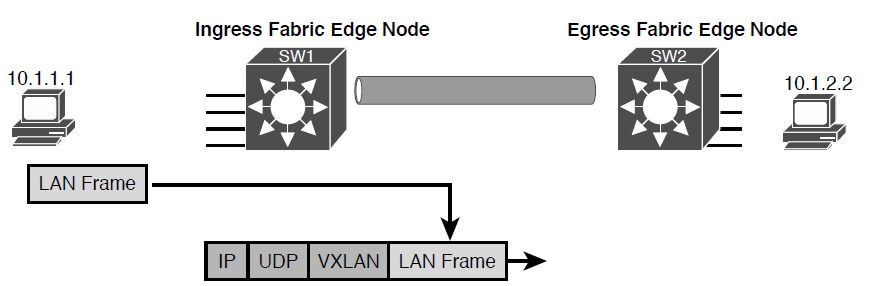 Ingress Fabric Edge Node
Egress Fabric Edge Node
SW1
SW2
10.1.1.1
10.1.2.2
LAN Frame
IP UDP VXLAN LAN Frame